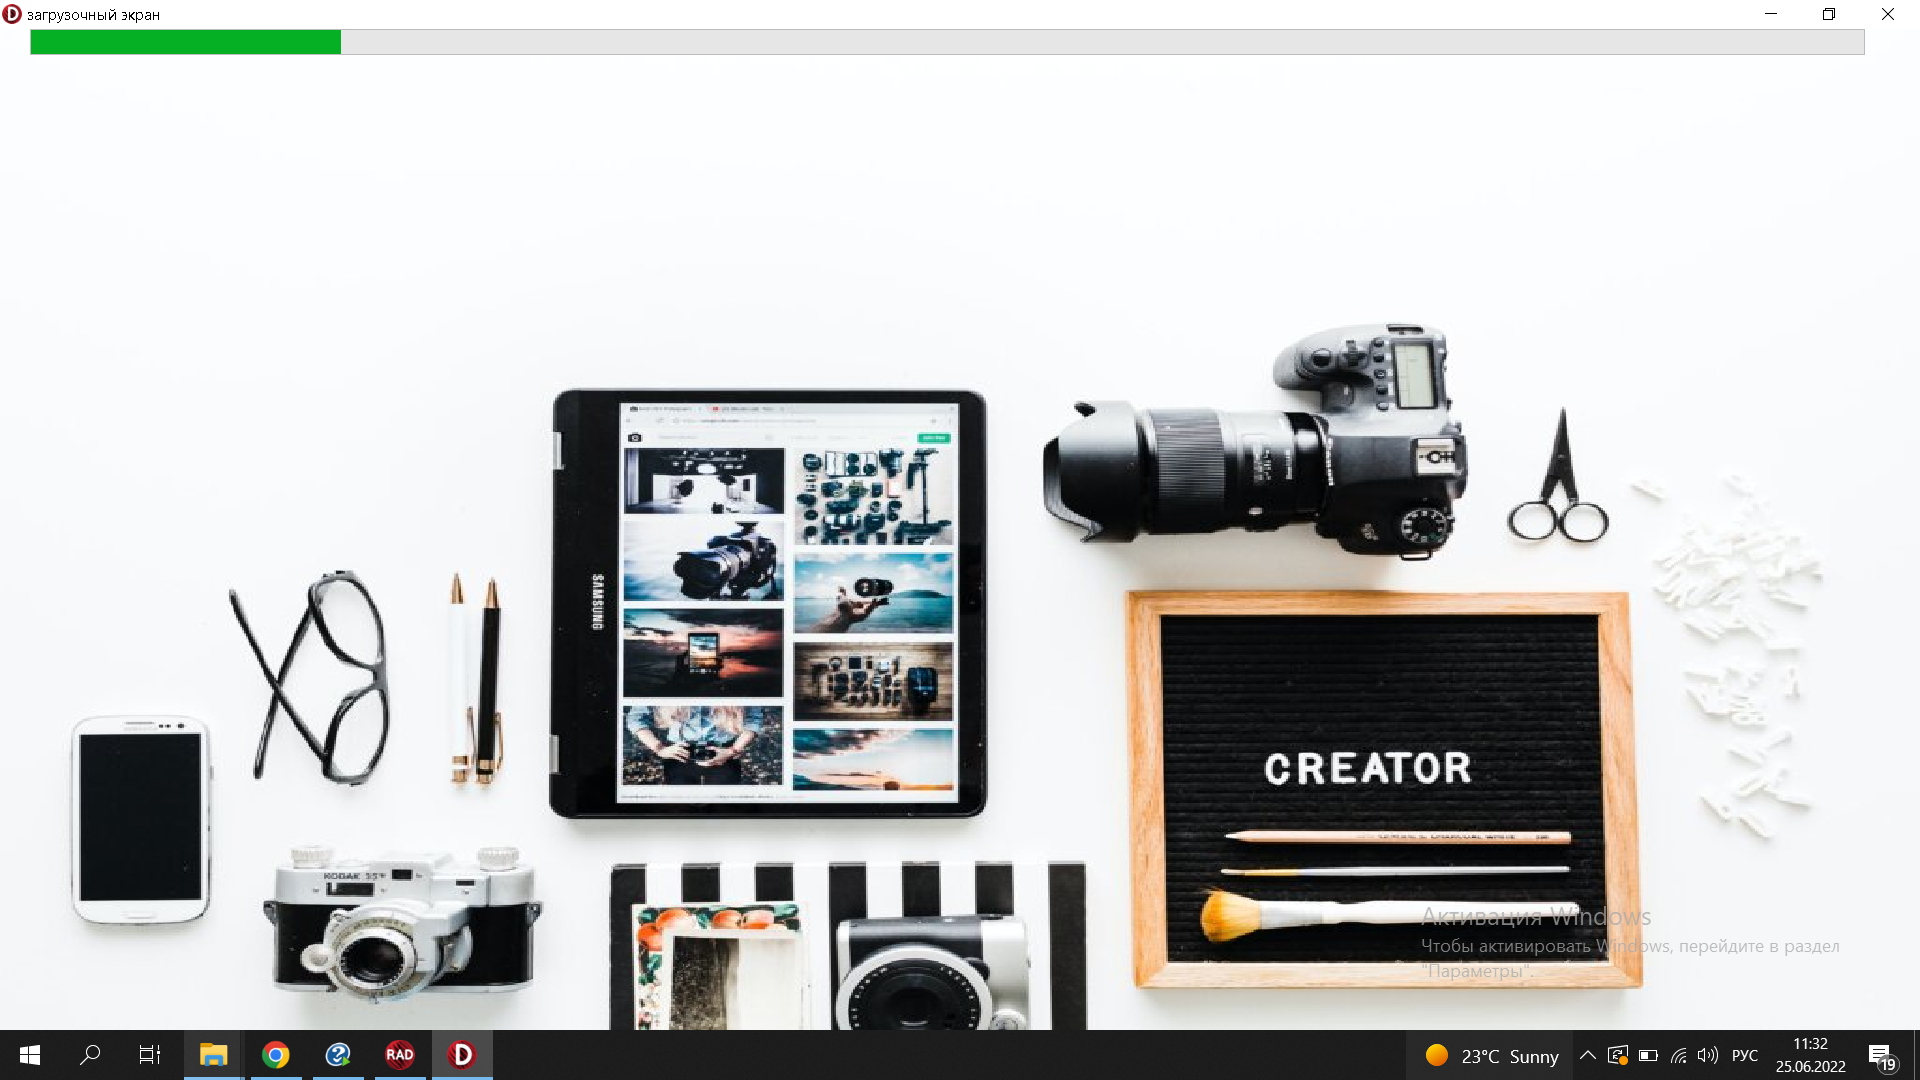 загрузочный экран
SAMSUNG
CREATOR
KODAK 35
Активация Windows
Чтобы активировать Windows, перейдите в раздел
"Параметры".
RAD
D
23°C Sunny
РУС
11:32
25.06.2022
19